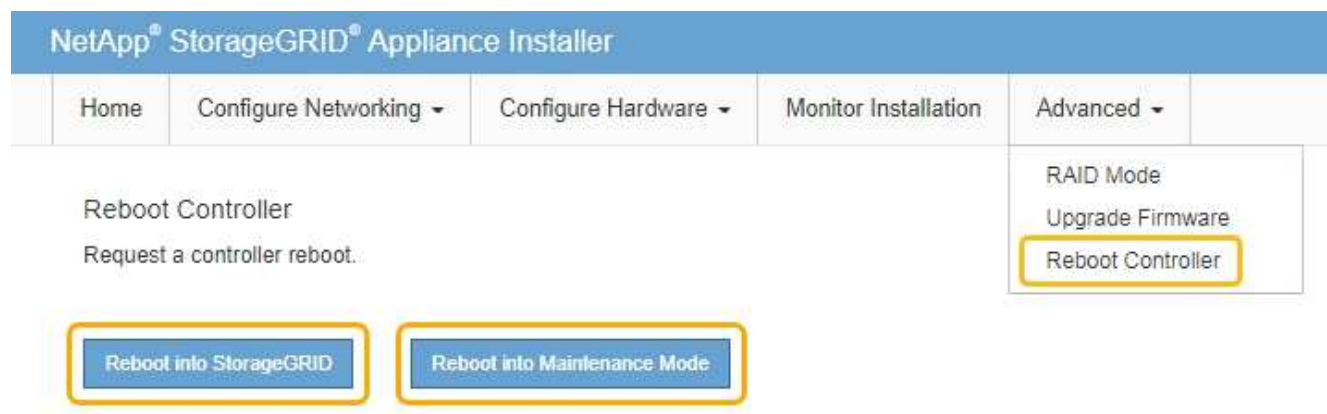 NetApp® StorageGRID® Appliance Installer
Home
Configure Networking
Configure Hardware
Monitor Installation
Advanced
RAID Mode
Upgrade Firmware
Reboot Controller
Reboot Controller
Request a controller reboot.
Reboot into StorageGRID
Reboot into Maintenance Mode